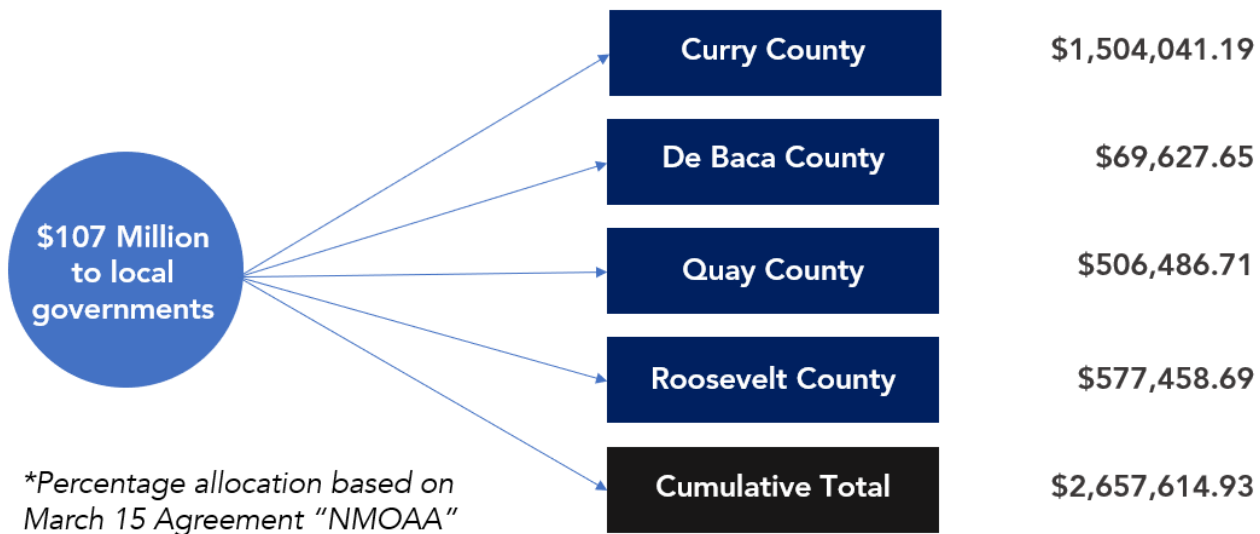 Curry County $1,504,041.19
De Baca County $69,627.65
$107 Million
to local
governments
Quay County $506,486.71
Roosevelt County $577,458.69
Cumulative Total $2,657,614.93
*Percentage allocation based on
March 15 Agreement “NMOAA”